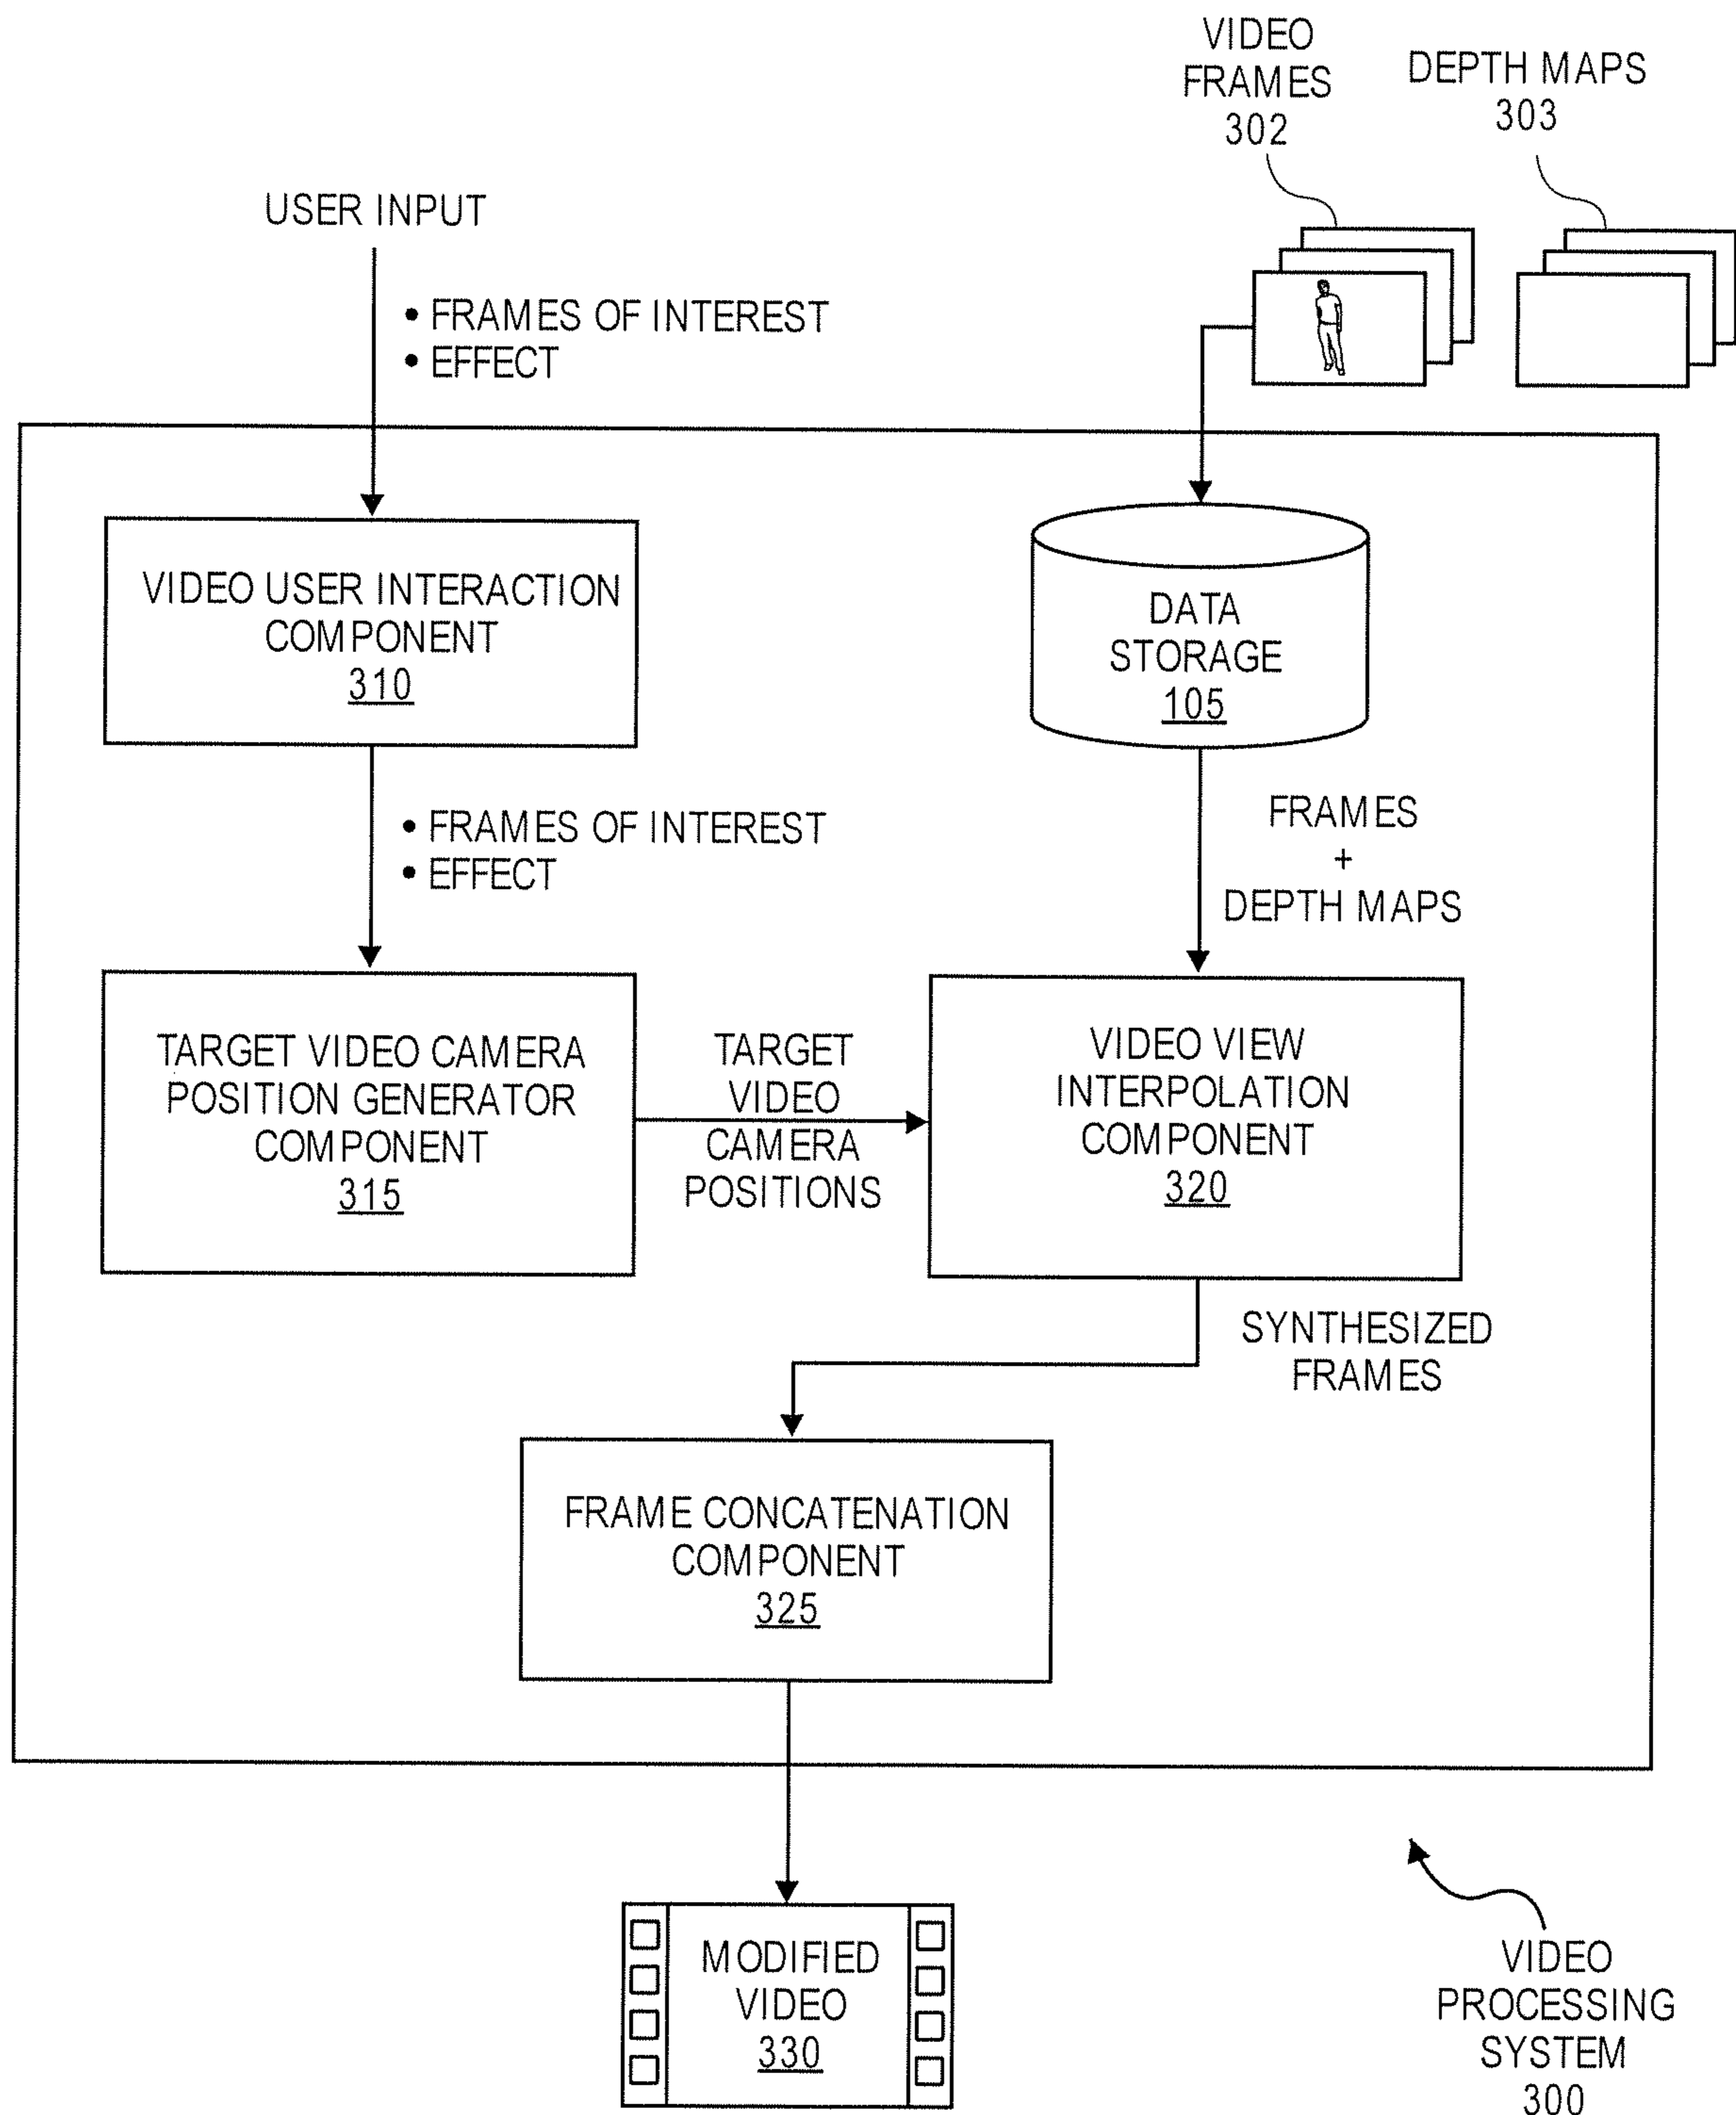 VIDEO
FRAMES
302
DEPTH MAPS
303
USER INPUT
• FRAMES OF INTEREST
• EFFECT
VIDEO USER INTERACTION
COMPONENT
310
DATA
STORAGE
105
• FRAMES OF INTEREST
• EFFECT
FRAMES
+
DEPTH MAPS
TARGET VIDEO CAMERA
POSITION GENERATOR
COMPONENT
315
TARGET
VIDEO
CAMERA
POSITIONS
VIDEO VIEW
INTERPOLATION
COMPONENT
320
SYNTHESIZED
FRAMES
FRAME CONCATENATION
COMPONENT
325
MODIFIED
VIDEO
330
VIDEO
PROCESSING
SYSTEM
300